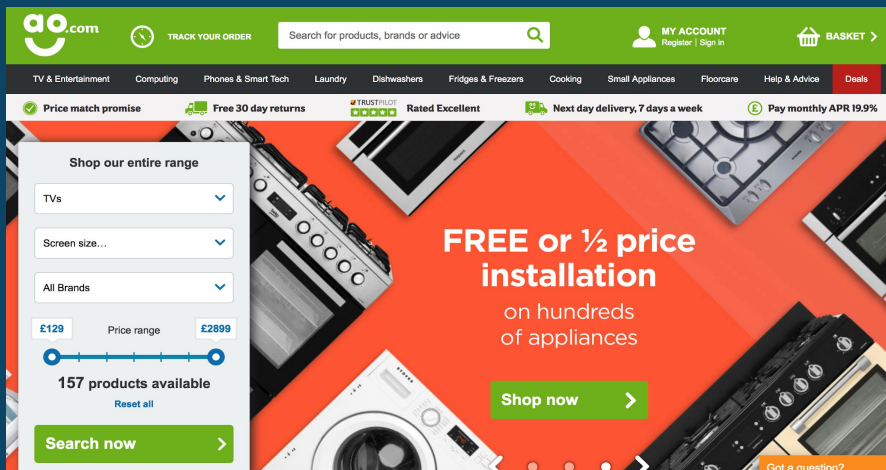 ao.com
TRACK YOUR ORDER
Search for products, brands or advice
MY ACCOUNT
Register | Sign in
BASKET
TV & Entertainment
Computing
Phones & Smart Tech
Laundry
Dishwashers
Fridges & Freezers
Cooking
Small Appliances
Floorcare
Help & Advice
Deals
Price match promise
Free 30 day returns
TRUSTPILOT
Rated Excellent
Next day delivery, 7 days a week
£ Pay monthly APR 19.9%
Shop our entire range
TVs
Screen size...
All Brands
£129
Price range
£2899
157 products available
Reset all
Search now
FREE or ½ price
installation
on hundreds
of appliances
Shop now
Got a question?